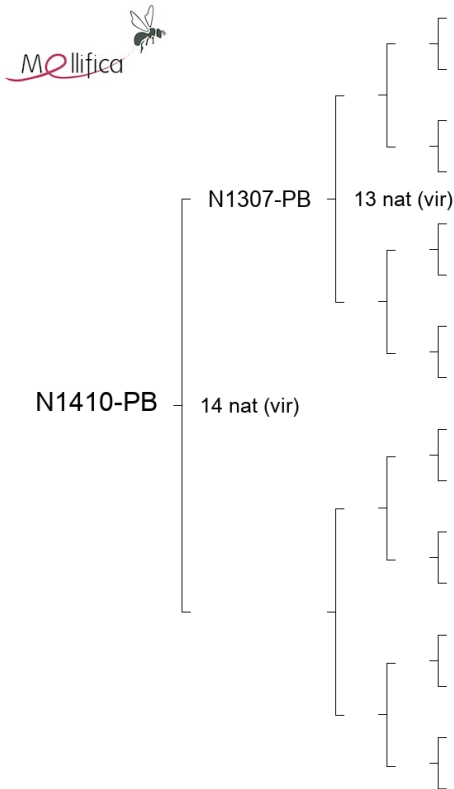 Mellifica
N1307-PB
13 nat (vir)
N1410-PB
14 nat (vir)